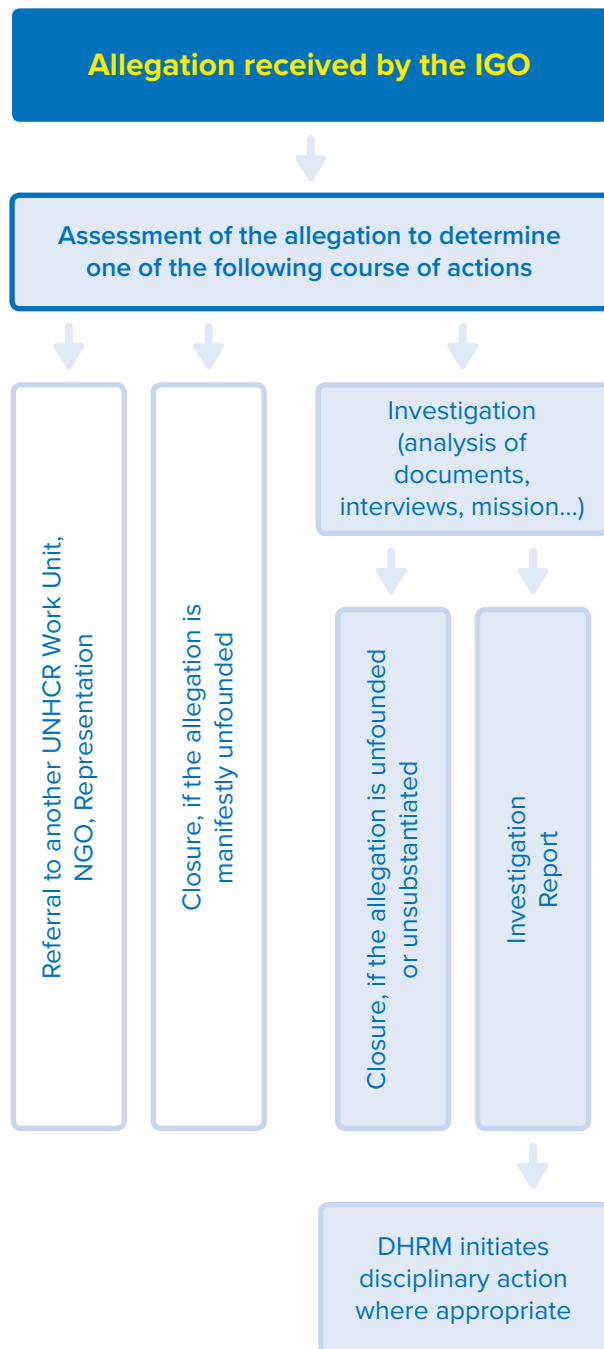 Allegation received by the IGO
Assessment of the allegation to determine
one of the following course of actions
Referral to another UNHCR Work Unit,
NGO, Representation
Closure, if the allegation is
manifestly unfounded
Investigation
(analysis of
documents,
interviews, mission...)
Closure, if the allegation is unfounded
or unsubstantiated
Investigation
Report
DHRM initiates
disciplinary action
where appropriate